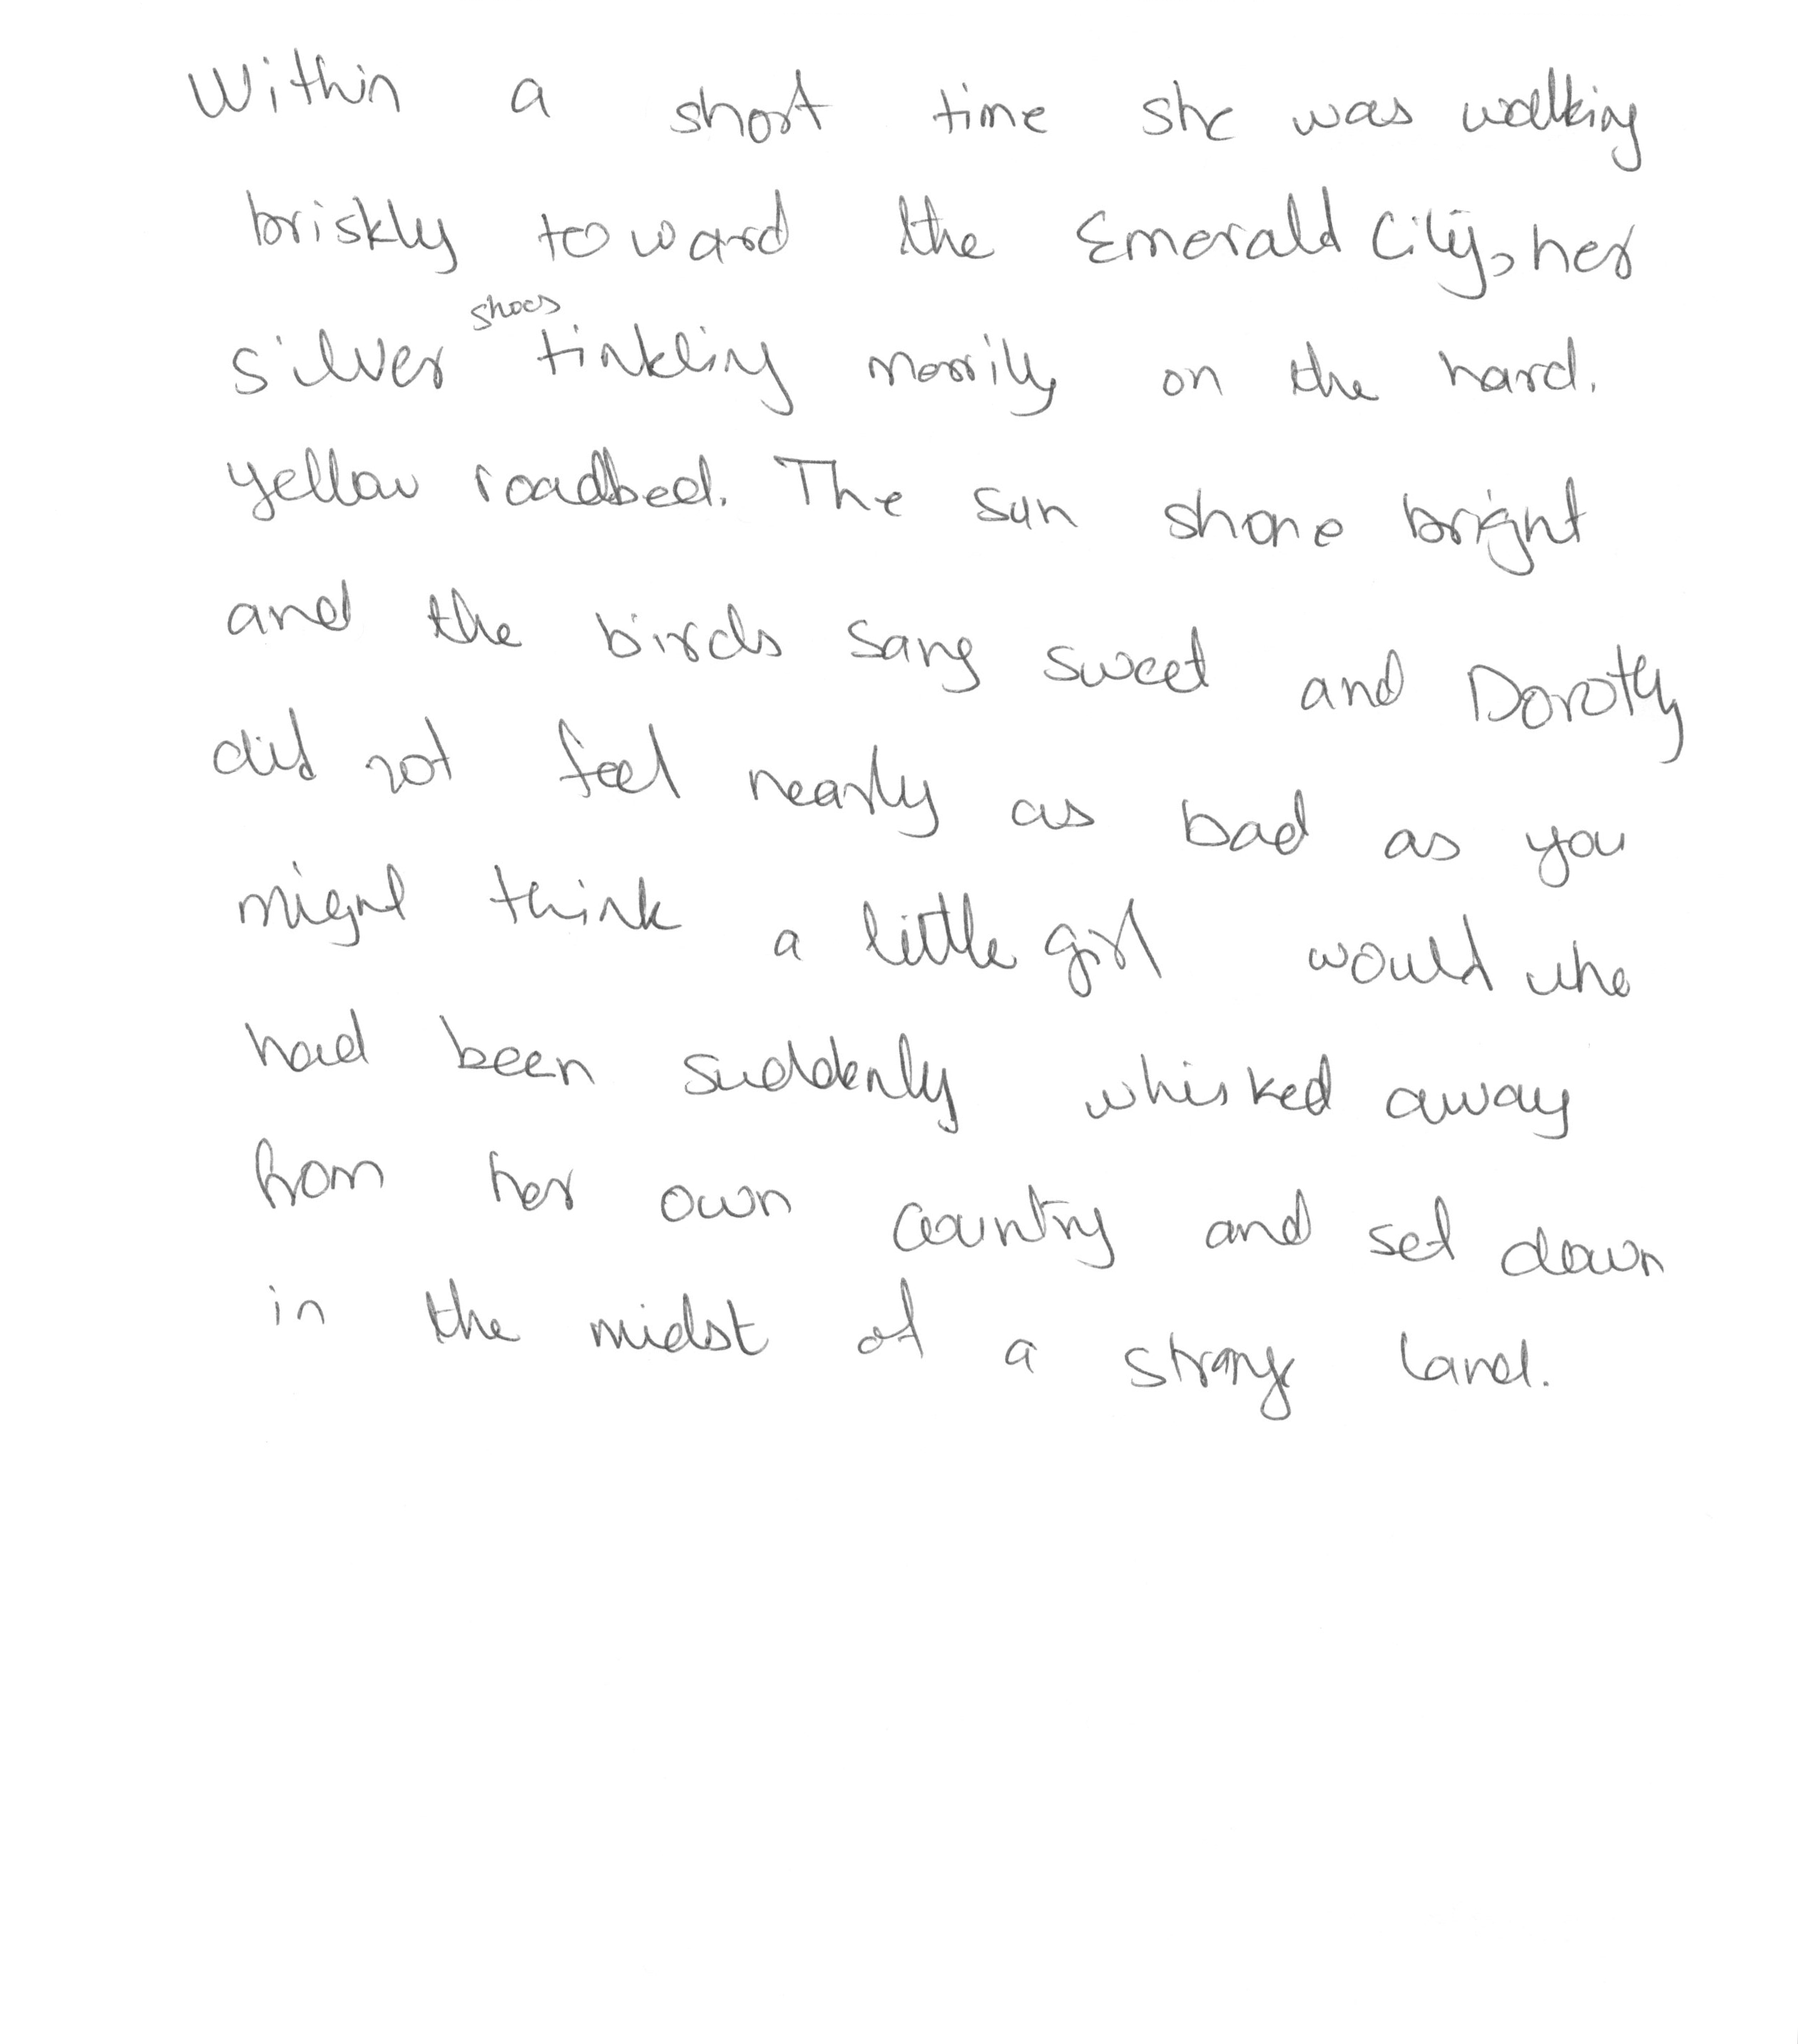 Within a short time she was walking
briskly toward the Emerald City, her
silver shoes tinkling merrily on the hard.
yellow roadbed. The sun shone bright
and the birds sang sweet and Dorothy
did not feel nearly as bad as you
might think a little girl would who
had been suddenly whisked away
from her own country and set down
in the midst of a strange land.